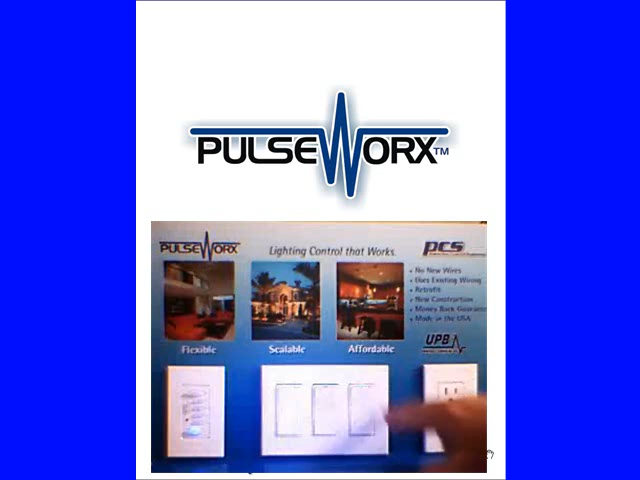 PULSEWORX™
PULSEWORX
Lighting Control that Works.
pcs
• No New Wires
• Uses Existing Wiring
• Retrofit
• New Construction
• Money Back Guarantee
• Made in the USA
Flexible
Scalable
Affordable
UPB